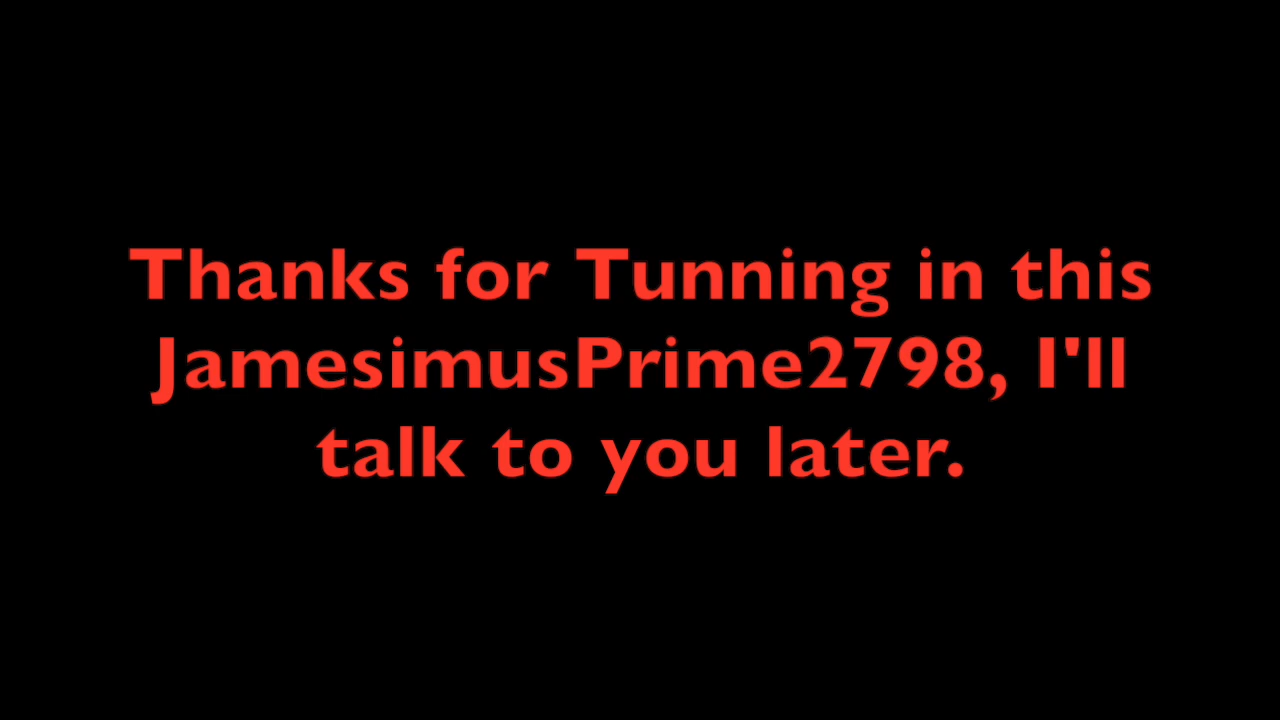 Thanks for Tunning in this
JamesimusPrime2798, I'll
talk to you later.